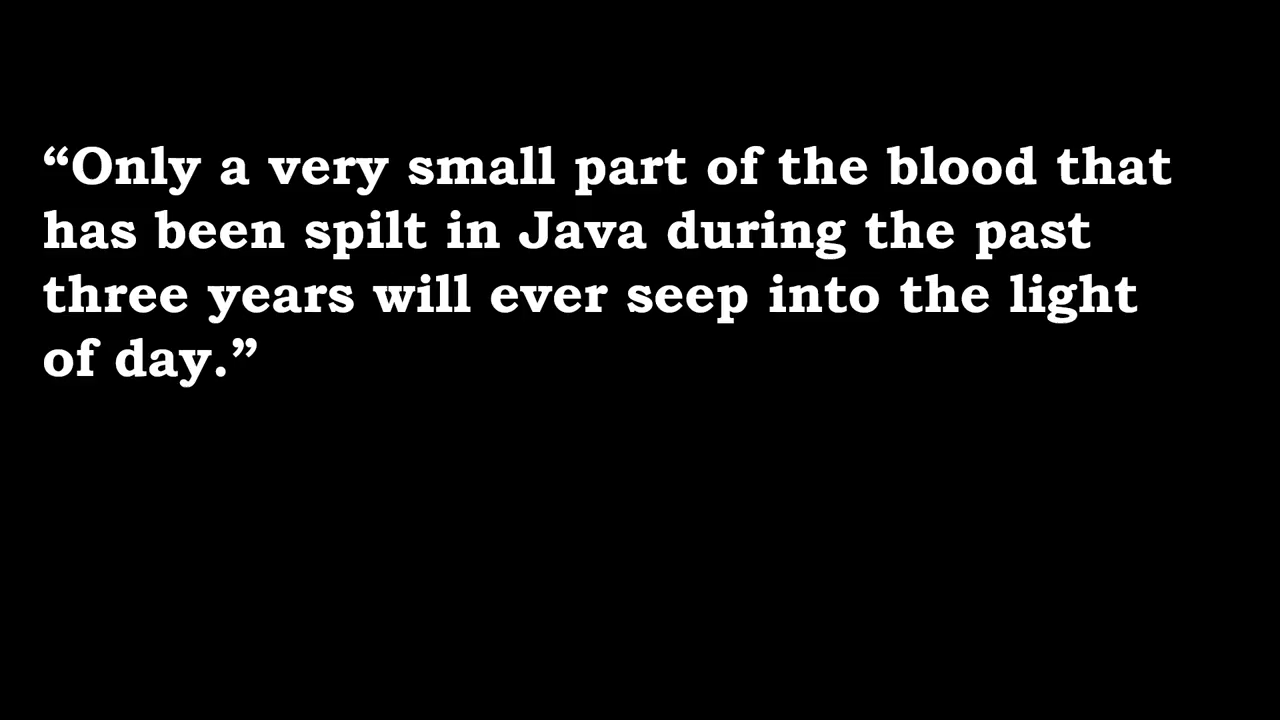 “Only a very small part of the blood that
has been spilt in Java during the past
three years will ever seep into the light
of day.”